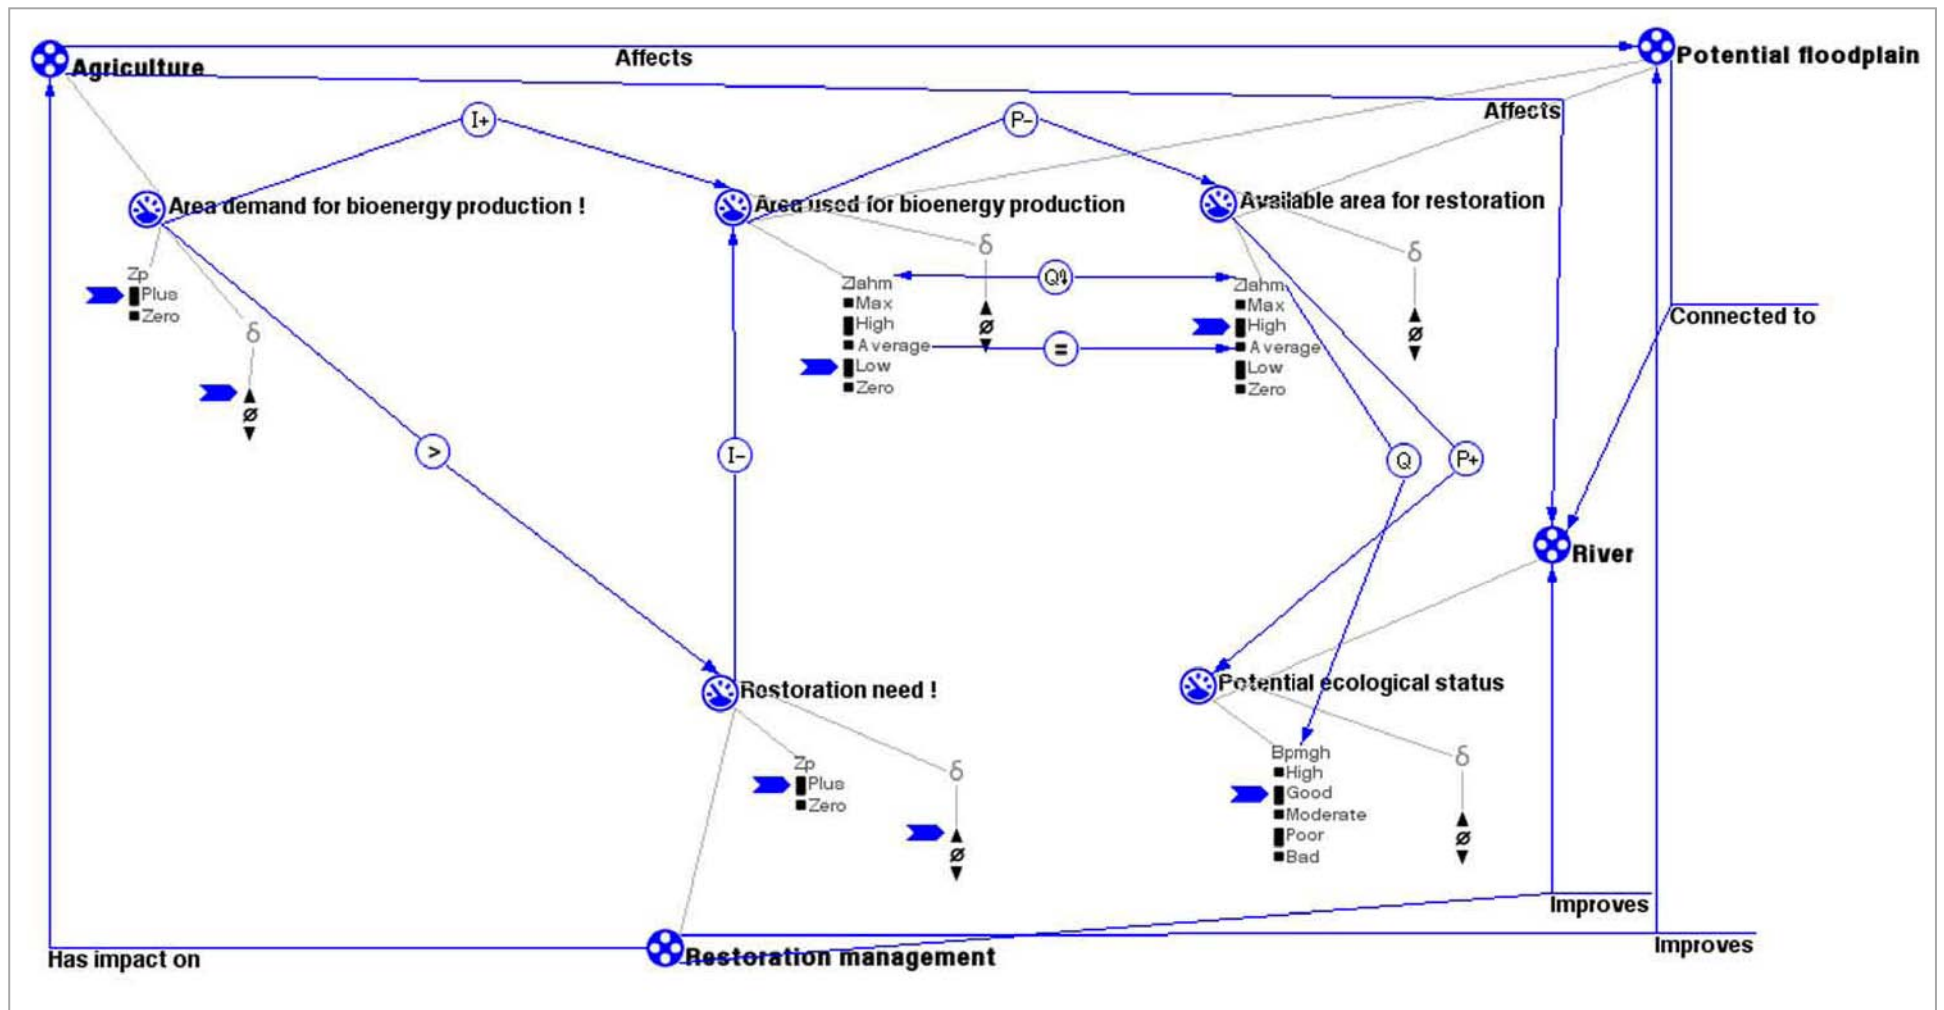 Agriculture
Affects
Potential floodplain
Affects
I+
P-
Area demand for bioenergy production !
Area used for bioenergy production
Available area for restoration
δ
δ
Zp
Plus
Zero
δ
Ø
Zlahm
Max
High
Average
Low
Zero
Ø
Q
=
Zlahm
Max
High
Average
Low
Zero
Ø
Connected to
>
I-
Q
P+
River
Restoration need !
Potential ecological status
Zp
Plus
Zero
δ
Ø
Bpmgh
High
Good
Moderate
Poor
Bad
δ
Ø
Improves
Has impact on
Restoration management
Improves